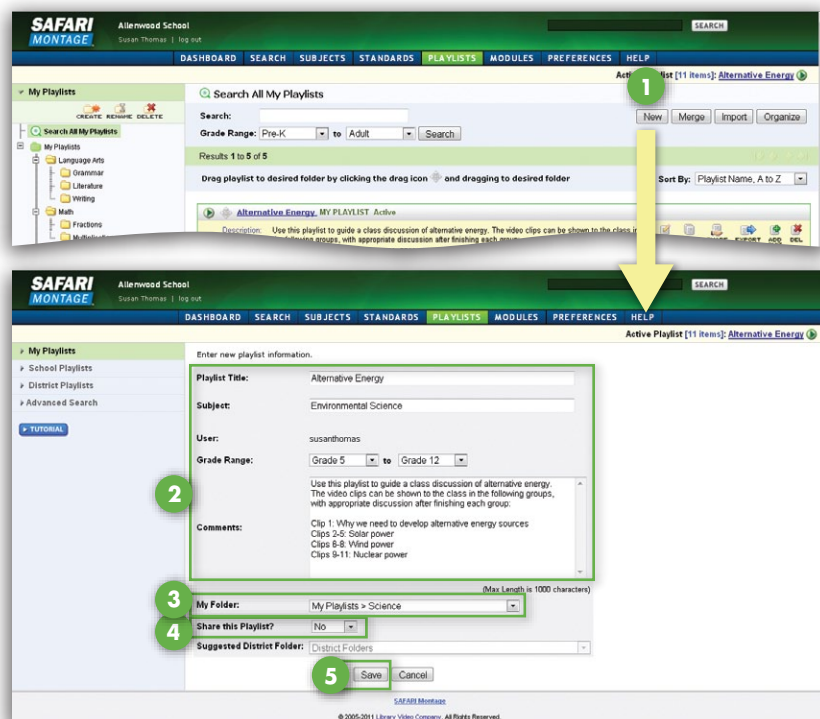 SAFARI
MONTAGE
Allenwood School
Susan Thomas | log out
SEARCH
DASHBOARD SEARCH SUBJECTS STANDARDS PLAYLISTS MODULES PREFERENCES HELP
[11 items]: Alternative Energy
1
My Playlists
CREATE RENAME DELETE
Search All My Playlists
My Playlists
Language Arts
Grammar
Literature
Writing
Math
Fractions
Search All My Playlists
Search:
Grade Range: Pre-K to Adult Search
New Merge Import Organize
Results 1 to 5 of 5
Drag playlist to desired folder by clicking the drag icon and dragging to desired folder
Sort By: Playlist Name, A to Z
Alternative Energy MY PLAYLIST Active
Description: Use this playlist to guide a class discussion of alternative energy. The video clips can be shown to the class in
following groups, with appropriate discussion after finishing each group:
EXPORT ADD DEL
SAFARI
MONTAGE
Allenwood School
Susan Thomas | log out
SEARCH
DASHBOARD SEARCH SUBJECTS STANDARDS PLAYLISTS MODULES PREFERENCES HELP
Active Playlist [11 items]: Alternative Energy
My Playlists
School Playlists
District Playlists
Advanced Search
TUTORIAL
Enter new playlist information.
Playlist Title: Alternative Energy
Subject: Environmental Science
User: susanthomas
Grade Range: Grade 5 to Grade 12
2
Comments:
Use this playlist to guide a class discussion of alternative energy.
The video clips can be shown to the class in the following groups,
with appropriate discussion after finishing each group:
Clip 1: Why we need to develop alternative energy sources
Clips 2-5: Solar power
Clips 6-8: Wind power
Clips 9-11: Nuclear power
(Max Length is 1000 characters)
3
My Folder: My Playlists > Science
4
Share this Playlist? No
Suggested District Folder: District Folders
5
Save Cancel
SAFARI Montage
© 2005-2011 Library Video Company, All Rights Reserved.